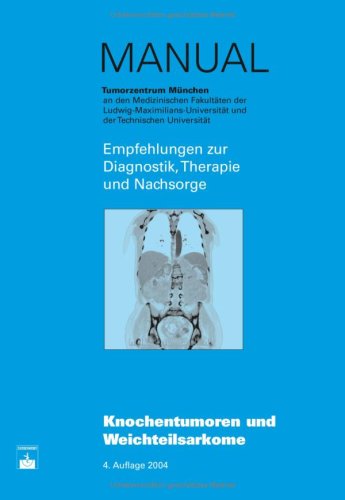 MANUAL
Tumorzentrum München
an den Medizinischen Fakultäten der
Ludwig-Maximilians-Universität und
der Technischen Universität
Empfehlungen zur
Diagnostik, Therapie
und Nachsorge
Knochentumoren und
Weichteilsarkome
4. Auflage 2004